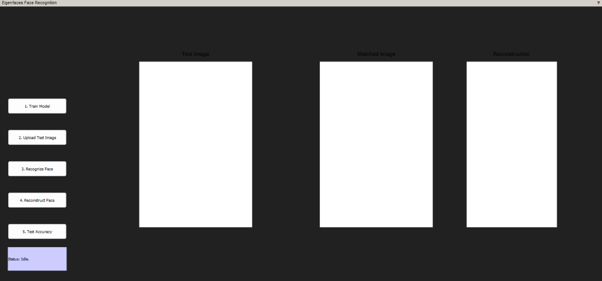 Eigenfaces Face Recognition
Test Image
Matched Image
Reconstruction
1. Train Model
2. Upload Test Image
3. Recognize Face
4. Reconstruct Face
5. Test Accuracy
Status: Idle.